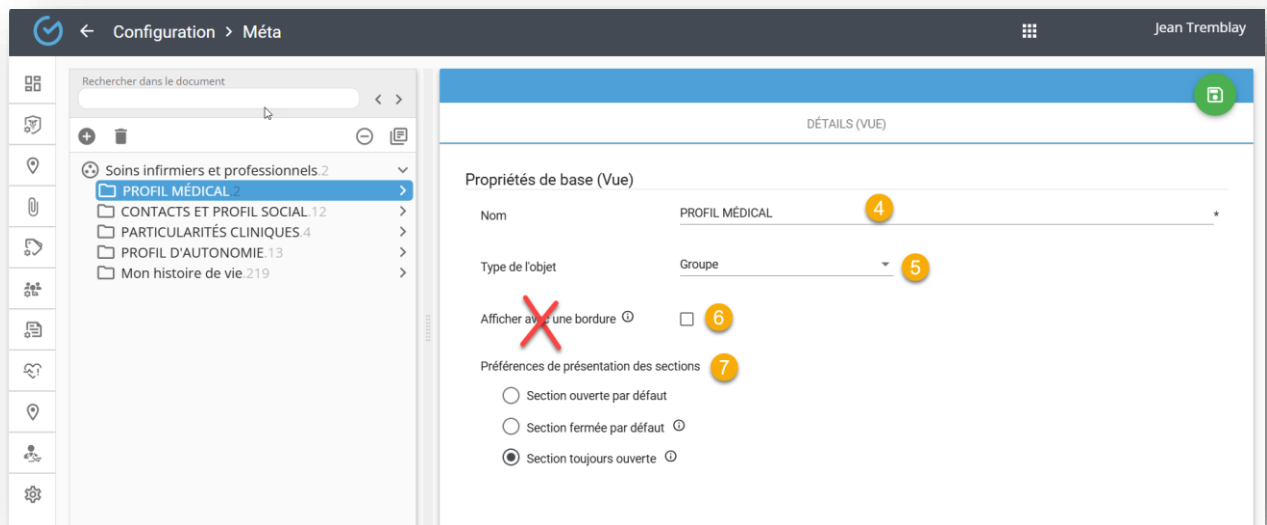 Configuration > Méta
Jean Tremblay
Rechercher dans le document
Soins infirmiers et professionnels.2
PROFIL MÉDICAL.2
CONTACTS ET PROFIL SOCIAL.12
PARTICULARITÉS CLINIQUES.4
PROFIL D'AUTONOMIE.13
Mon histoire de vie.219
DÉTAILS (VUE)
Propriétés de base (Vue)
Nom PROFIL MÉDICAL 4 *
Type de l'objet Groupe 5
Afficher avec une bordure 6
Préférences de présentation des sections 7
Section ouverte par défaut
Section fermée par défaut
Section toujours ouverte